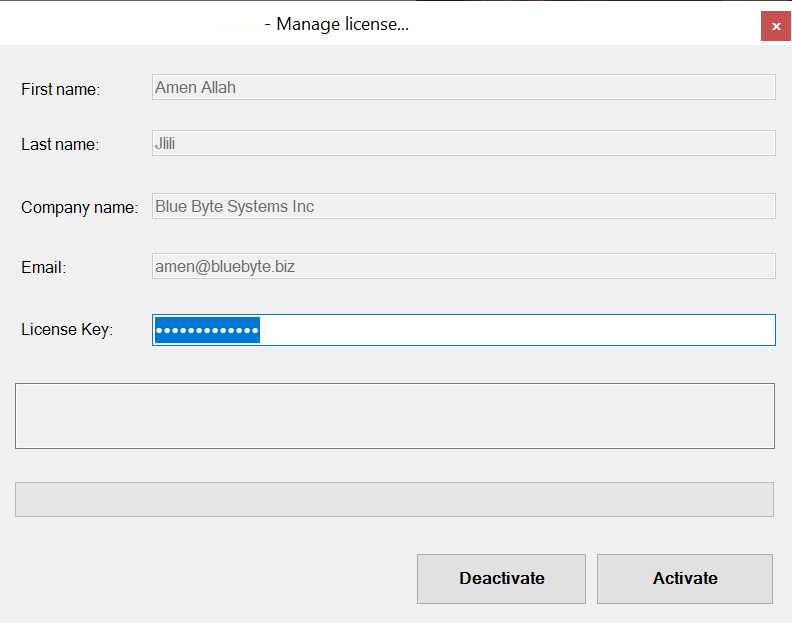 - Manage license...
First name: Amen Allah
Last name: Jlili
Company name: Blue Byte Systems Inc
Email: amen@bluebyte.biz
License Key: •••••••••••••
Deactivate Activate